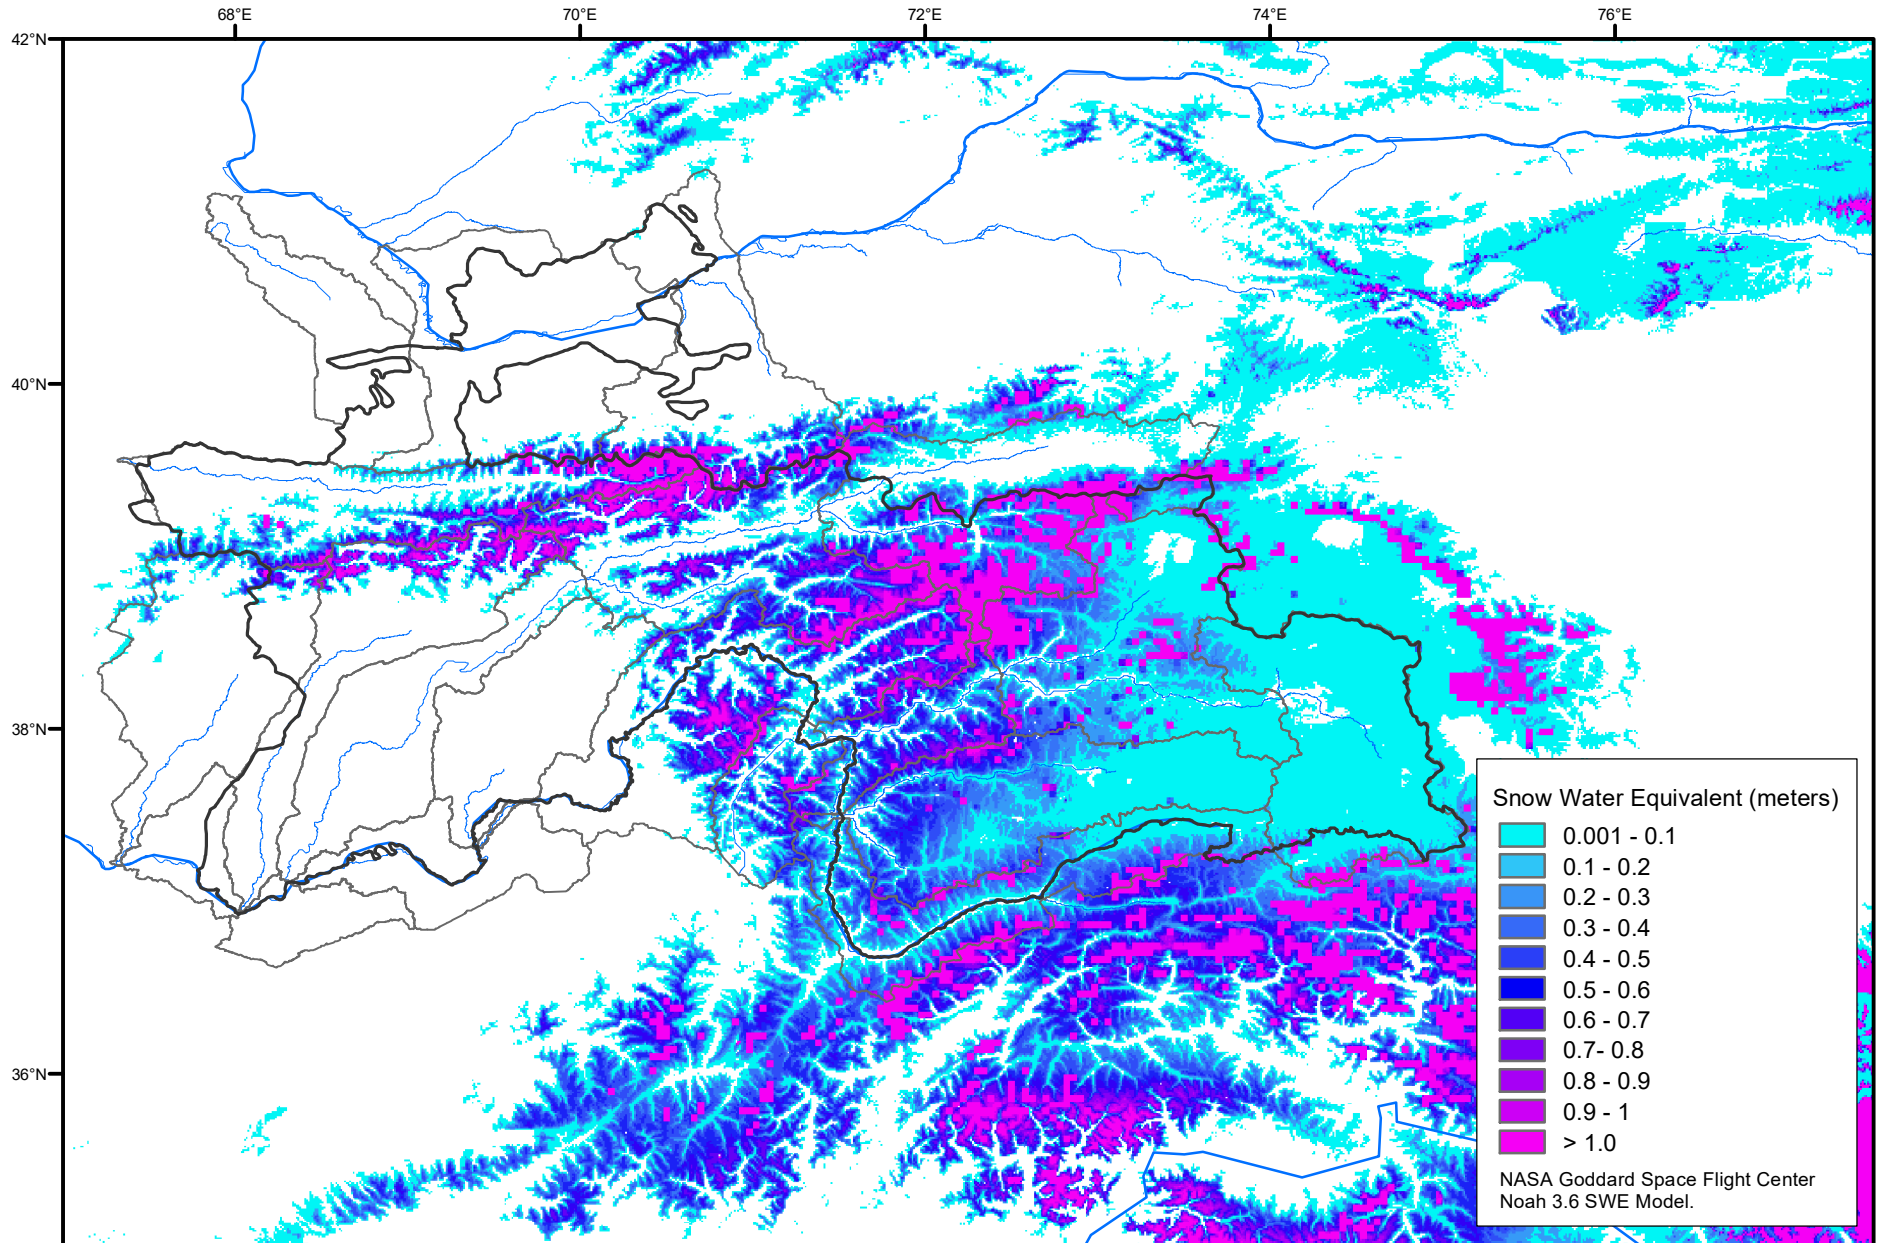 68°E 70°E 72°E 74°E 76°E
42°N
40°N
38°N
36°N
Snow Water Equivalent (meters)
0.001 - 0.1
0.1 - 0.2
0.2 - 0.3
0.3 - 0.4
0.4 - 0.5
0.5 - 0.6
0.6 - 0.7
0.7- 0.8
0.8 - 0.9
0.9 - 1
> 1.0
NASA Goddard Space Flight Center
Noah 3.6 SWE Model.